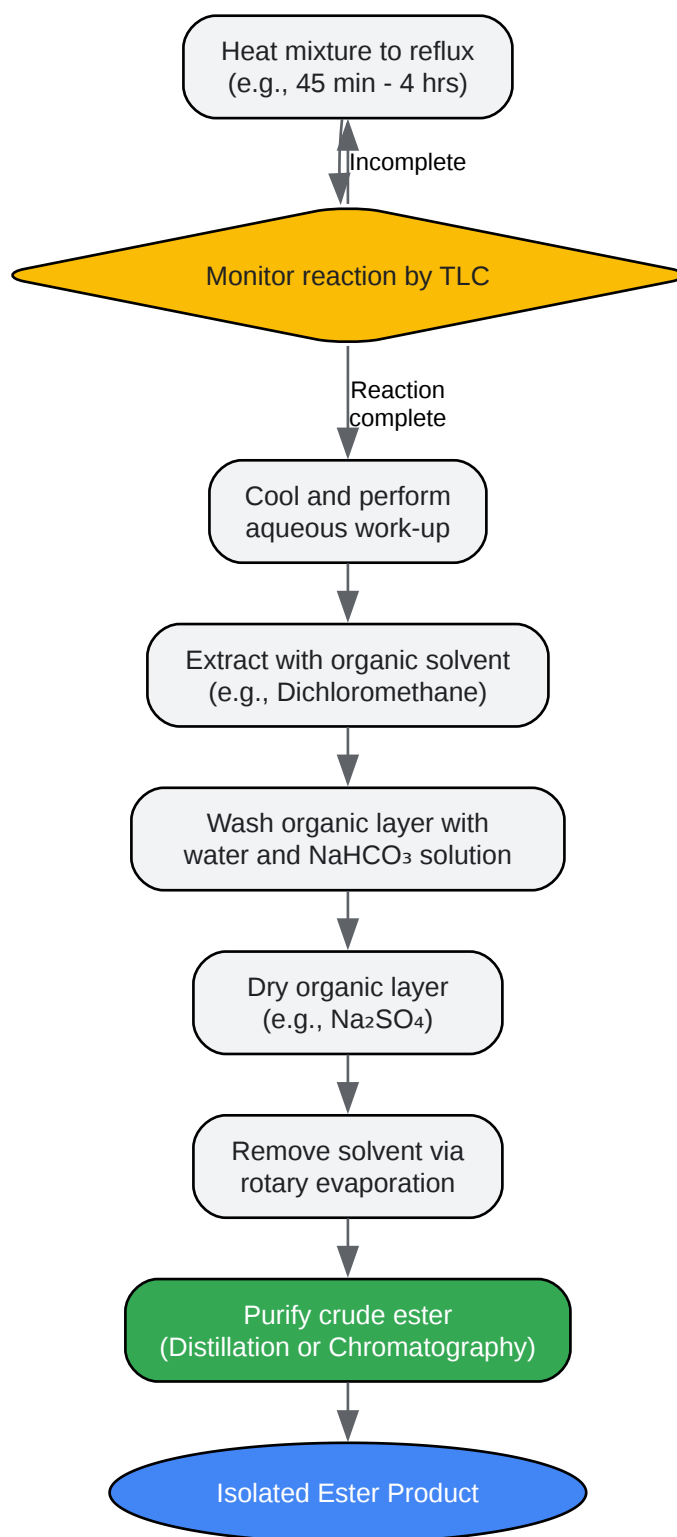 Heat mixture to reflux
(e.g., 45 min - 4 hrs)
Incomplete
Monitor reaction by TLC
Reaction
complete
Cool and perform
aqueous work-up
Extract with organic solvent
(e.g., Dichloromethane)
Wash organic layer with
water and NaHCO₃ solution
Dry organic layer
(e.g., Na₂SO₄)
Remove solvent via
rotary evaporation
Purify crude ester
(Distillation or Chromatography)
Isolated Ester Product